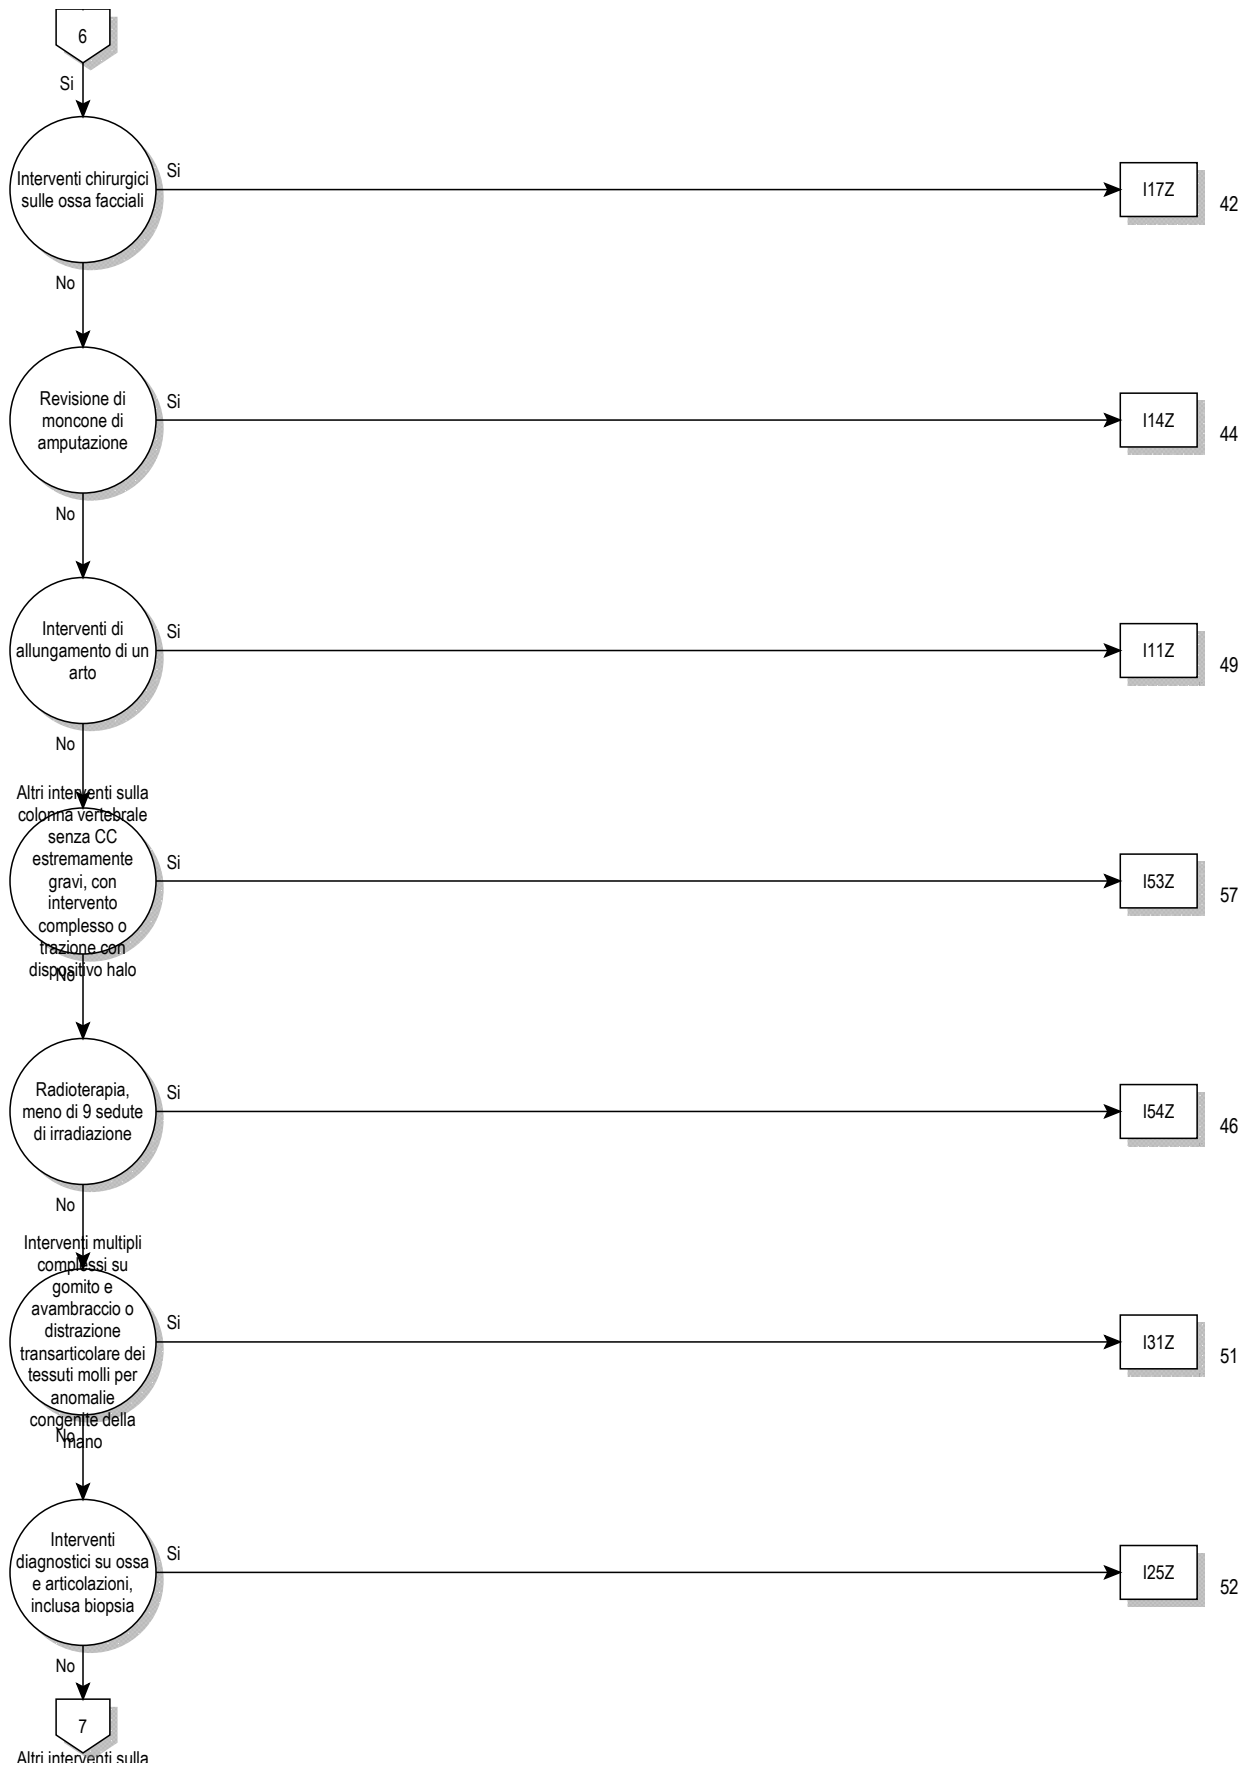 6
Si
Interventi chirurgici
sulle ossa facciali
Si
I17Z
42
No
Revisione di
moncone di
amputazione
Si
I14Z
44
No
Interventi di
allungamento di un
arto
Si
I11Z
49
No
Altri interventi sulla
colonna vertebrale
senza CC
estremamente
gravi, con
intervento
complesso o
trazione con
dispositivo halo
Si
I53Z
57
No
Radioterapia,
meno di 9 sedute
di irradiazione
Si
I54Z
46
No
Interventi multipli
complessi su
gomito e
avambraccio o
distrazione
transarticolare dei
tessuti molli per
anomalie
congenite della
mano
Si
I31Z
51
No
Interventi
diagnostici su ossa
e articolazioni,
inclusa biopsia
Si
I25Z
52
No
7
Altri interventi sulla